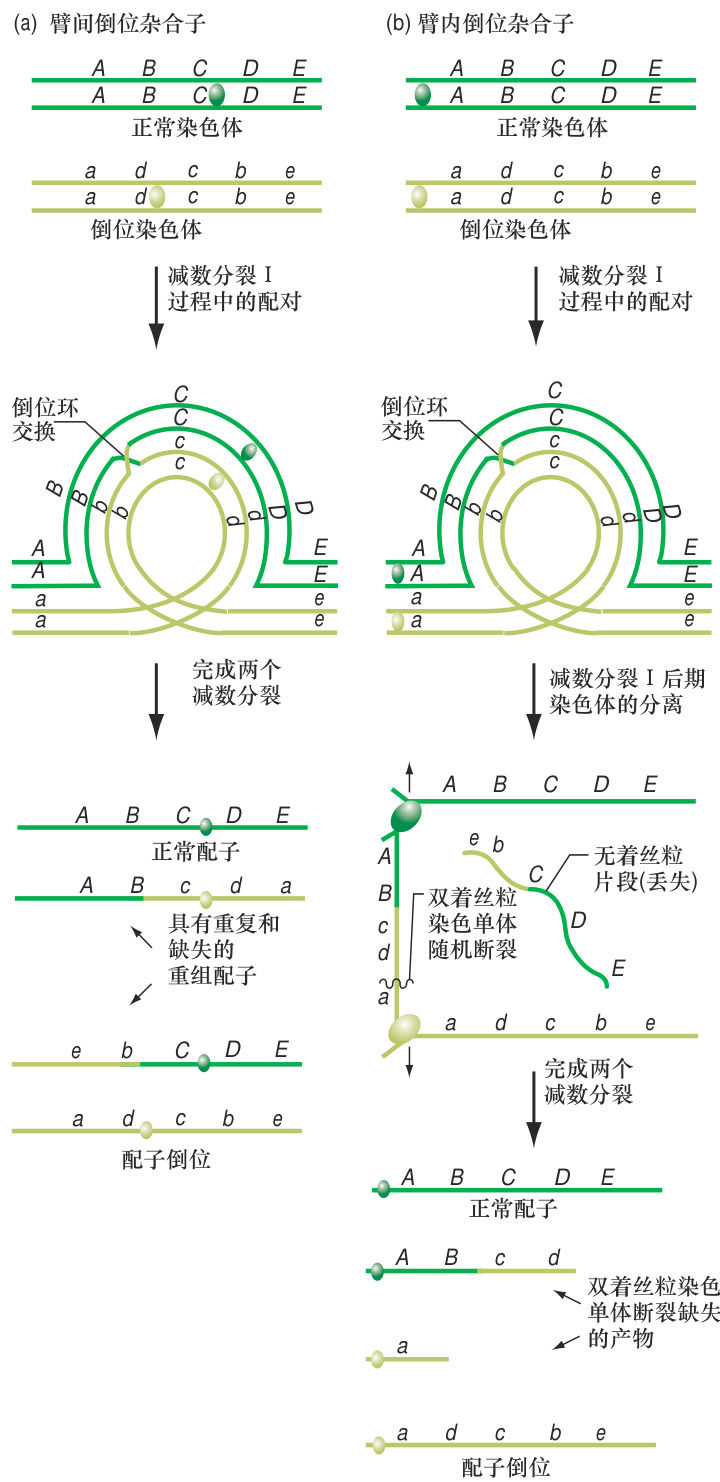 (a) 臂间倒位杂合子
A B C D E
A B C D E
正常染色体
a d c b e
a d c b e
倒位染色体
减数分裂 I
过程中的配对
倒位环
交换
C
C
c
c
B
B
b
b
d
d
D
D
A
A
a
a
E
E
e
e
完成两个
减数分裂
A B C D E
正常配子
A B c d a
具有重复和
缺失的
重组配子
e b C D E
a d c b e
配子倒位
(b) 臂内倒位杂合子
A B C D E
A B C D E
正常染色体
a d c b e
a d c b e
倒位染色体
减数分裂 I
过程中的配对
倒位环
交换
C
C
c
c
B
B
b
b
d
d
D
D
A
A
a
a
E
E
e
e
减数分裂 I 后期
染色体的分离
A B C D E
A
B
c
d
a
双着丝粒
染色单体
随机断裂
e
b
C
D
E
无着丝粒
片段(丢失)
a d c b e
完成两个
减数分裂
A B C D E
正常配子
A B c d
双着丝粒染色
单体断裂缺失
的产物
a
a d c b e
配子倒位